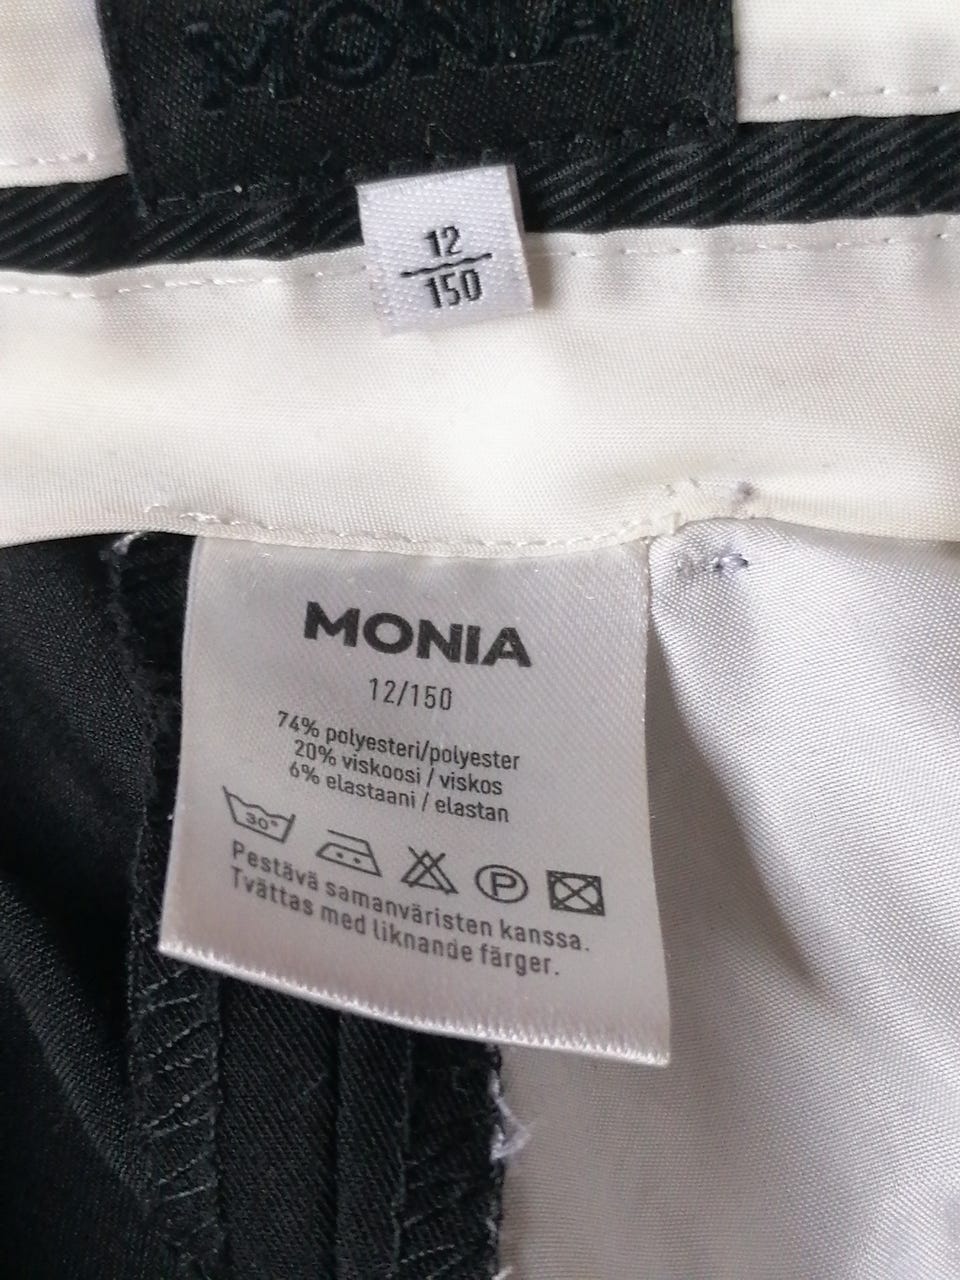 MONIA
12
150
MONIA
12/150
74% polyesteri/polyester
20% viskoosi / viskos
6% elastaani / elastan
30°
P
Pestävä samanväristen kanssa.
Tvättas med liknande färger.